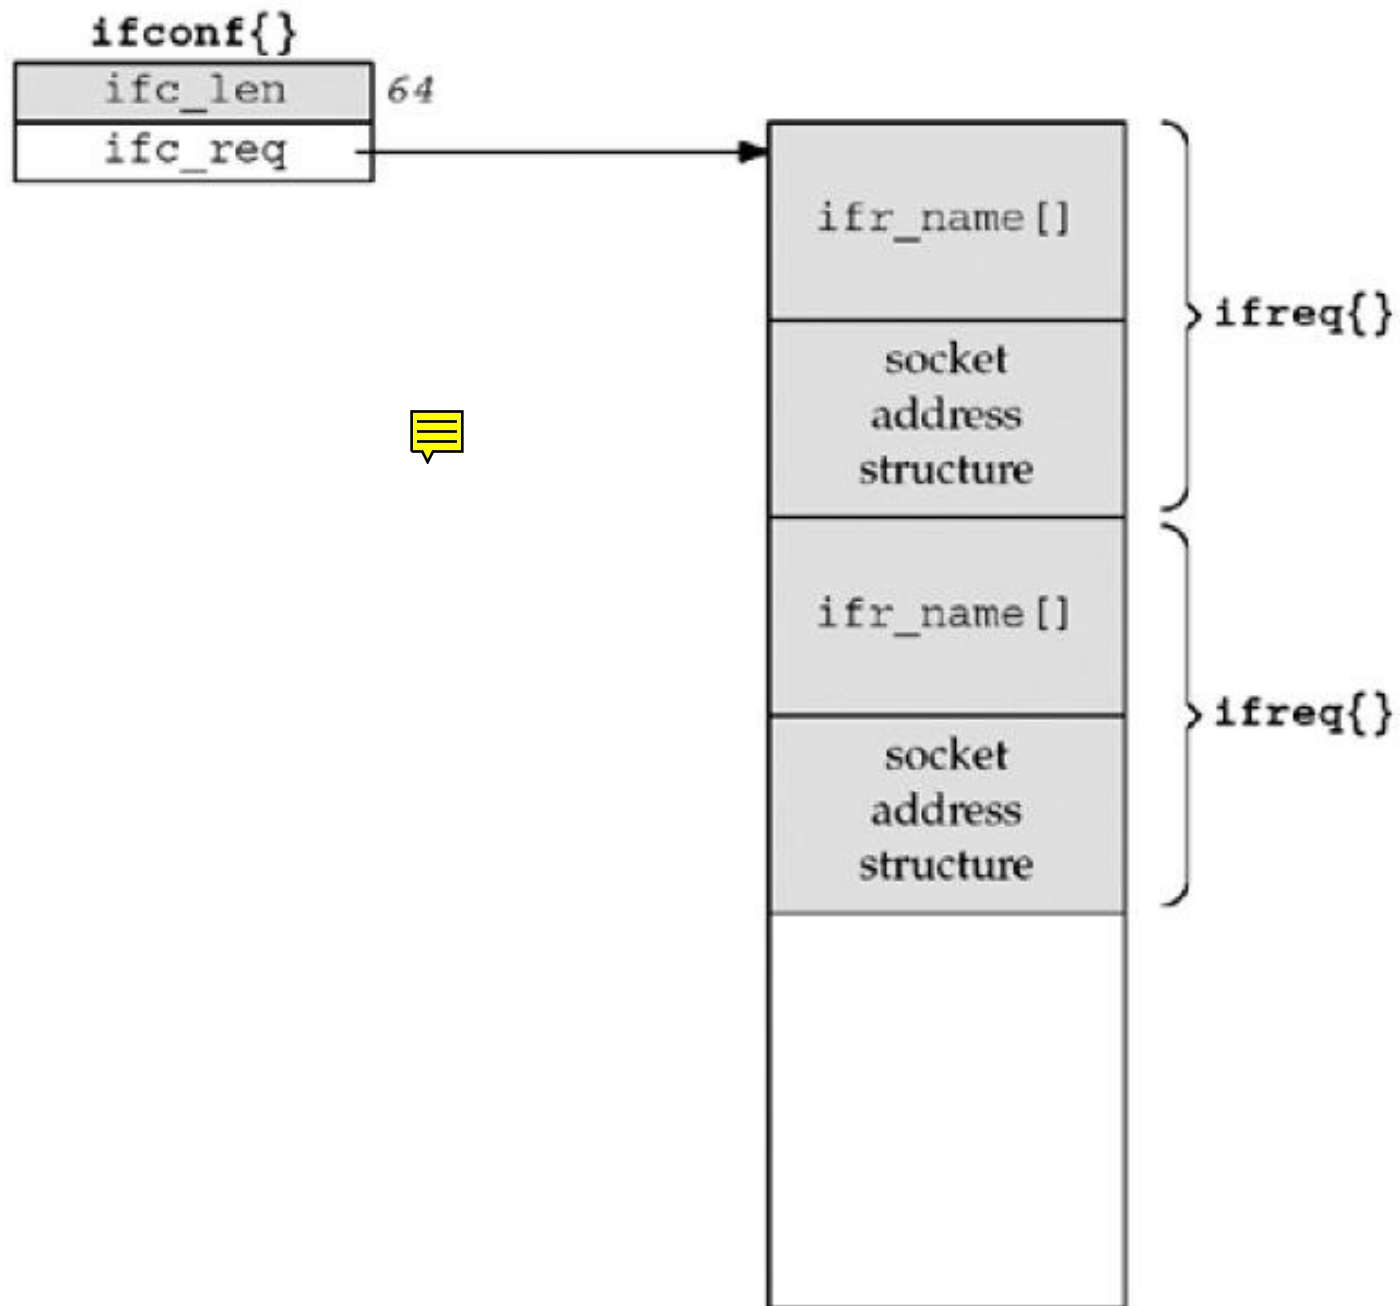 ifconf{}
ifc_len 64
ifc_req
ifr_name[]
ifreq{}
socket
address
structure
ifr_name[]
ifreq{}
socket
address
structure